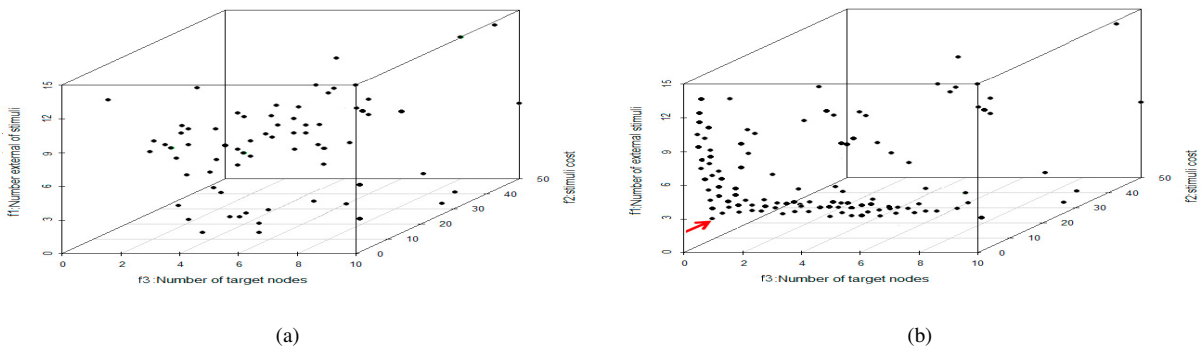 15
12
9
6
3
0
f1:Number external of stimuli
0 2 4 6 8 10
f3:Number of target nodes
0
10
20
30
40
50
f2:stimuli cost
(a)
15
12
9
6
3
0
f1:Number of external stimuli
0 2 4 6 8 10
f3:Number of target nodes
0
10
20
30
40
50
f2:stimuli cost
(b)